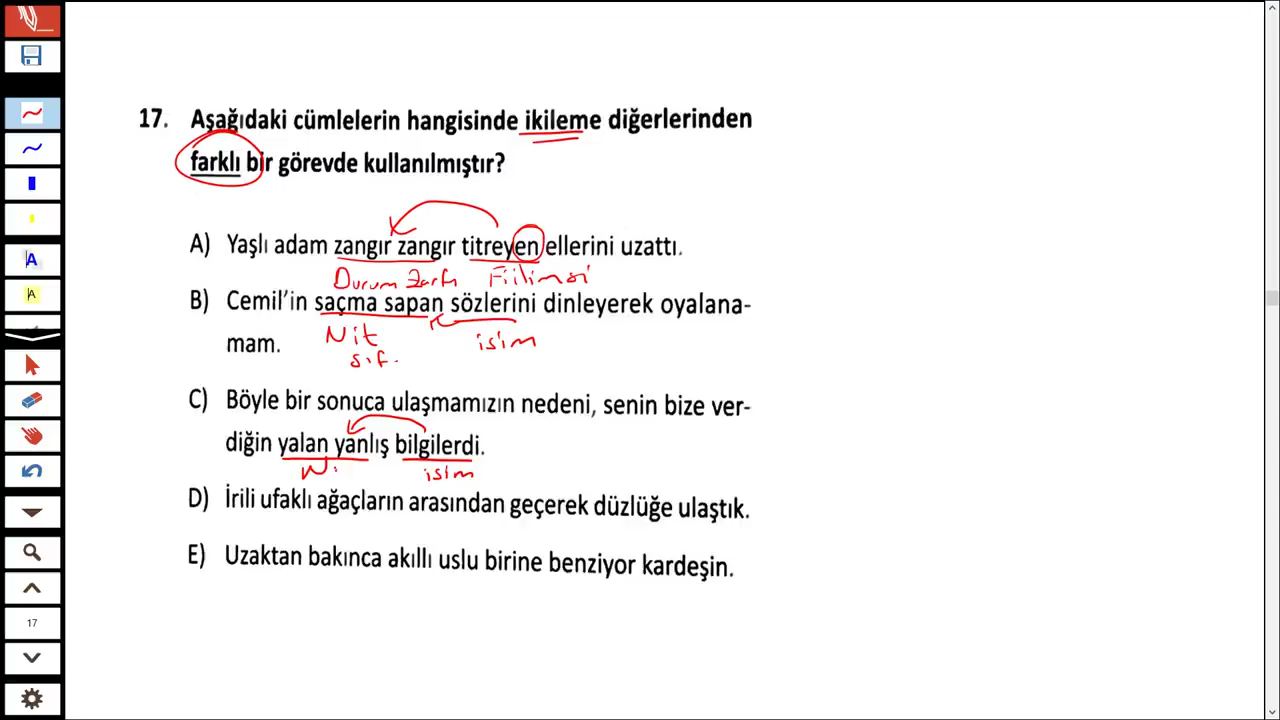 17. Aşağıdaki cümlelerin hangisinde ikileme diğerlerinden
farklı bir görevde kullanılmıştır?
A) Yaşlı adam zangır zangır titreyen ellerini uzattı.
Durum zarfı Fiilimsi
B) Cemil’in saçma sapan sözlerini dinleyerek oyalana-
mam.
Nit isim
sıf.
C) Böyle bir sonuca ulaşmamızın nedeni, senin bize ver-
diğin yalan yanlış bilgilerdi.
Ni isim
D) İrili ufaklı ağaçların arasından geçerek düzlüğe ulaştık.
E) Uzaktan bakınca akıllı uslu birine benziyor kardeşin.
A
A
17